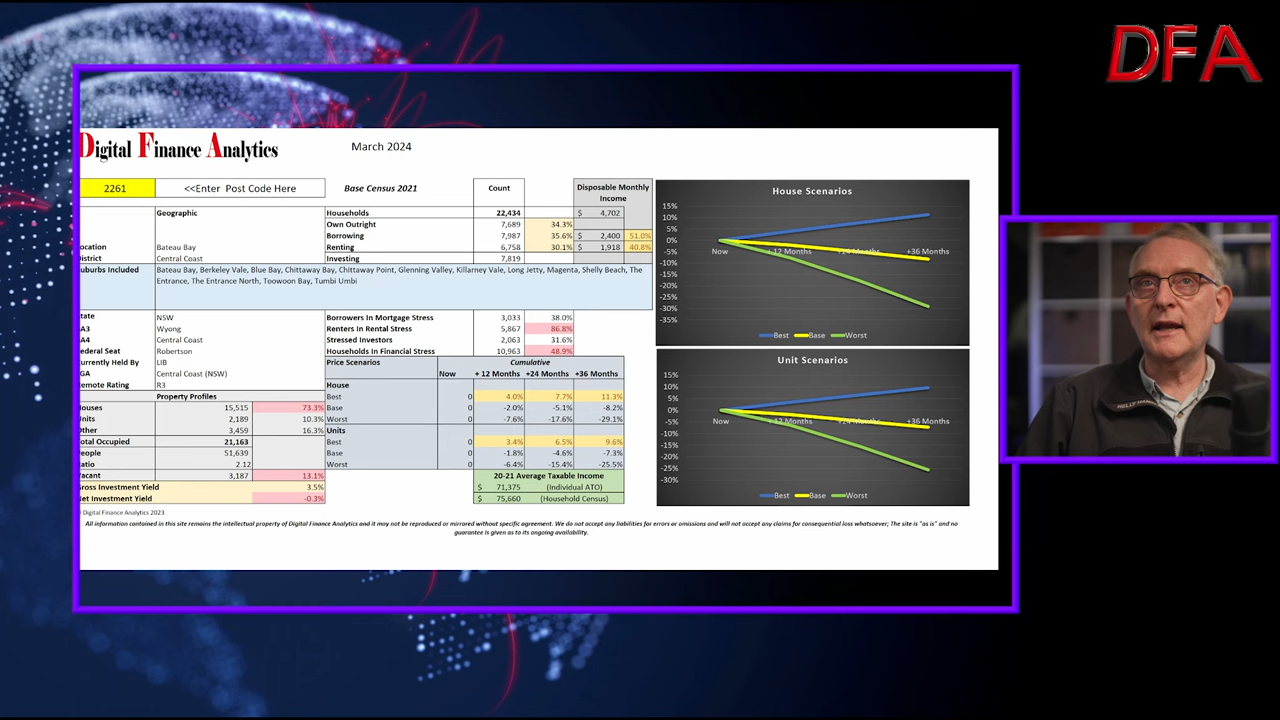 DFA
Digital Finance Analytics
March 2024
2261 <<Enter Post Code Here Base Census 2021 Count Disposable Monthly Income
Geographic Households 22,434 $ 4,702
Own Outright 7,689 34.3%
Borrowing 7,987 35.6% $ 2,400 51.0%
ocation Bateau Bay Renting 6,758 30.1% $ 1,918 40.8%
istrict Central Coast Investing 7,819
uburbs Included Bateau Bay, Berkeley Vale, Blue Bay, Chittaway Bay, Chittaway Point, Glenning Valley, Killarney Vale, Long Jetty, Magenta, Shelly Beach, The
Entrance, The Entrance North, Toowoon Bay, Tumbi Umbi
tate NSW Borrowers In Mortgage Stress 3,033 38.0%
A3 Wyong Renters In Rental Stress 5,867 86.8%
A4 Central Coast Stressed Investors 2,063 31.6%
ederal Seat Robertson Households In Financial Stress 10,963 48.9%
urrently Held By LIB Price Scenarios Cumulative
GA Central Coast (NSW) Now + 12 Months +24 Months +36 Months
emote Rating R3 House
Property Profiles Best 0 4.0% 7.7% 11.3%
ouses 15,515 73.3% Base 0 -2.0% -5.1% -8.2%
nits 2,189 10.3% Worst 0 -7.6% -17.6% -29.1%
ther 3,459 16.3% Units
otal Occupied 21,163 Best 0 3.4% 6.5% 9.6%
eople 51,639 Base 0 -1.8% -4.6% -7.3%
atio 2.12 Worst 0 -6.4% -15.4% -25.5%
acant 3,187 13.1% 20-21 Average Taxable Income
ross Investment Yield 3.5% $ 71,375 (Individual ATO)
et Investment Yield -0.3% $ 75,660 (Household Census)
Digital Finance Analytics 2023
All information contained in this site remains the intellectual property of Digital Finance Analytics and it may not be reproduced or mirrored without specific agreement. We do not accept any liabilities for errors or omissions and will not accept any claims for consequential loss whatsoever; The site is "as is" and no
guarantee is given as to its ongoing availability.
House Scenarios
15%
10%
5%
0%
-5%
Now +12 Months +24 Months +36 Months
-10%
-15%
-20%
-25%
-30%
-35%
Best Base Worst
Unit Scenarios
15%
10%
5%
0%
-5%
Now +12 Months +24 Months +36 Months
-10%
-15%
-20%
-25%
-30%
Best Base Worst